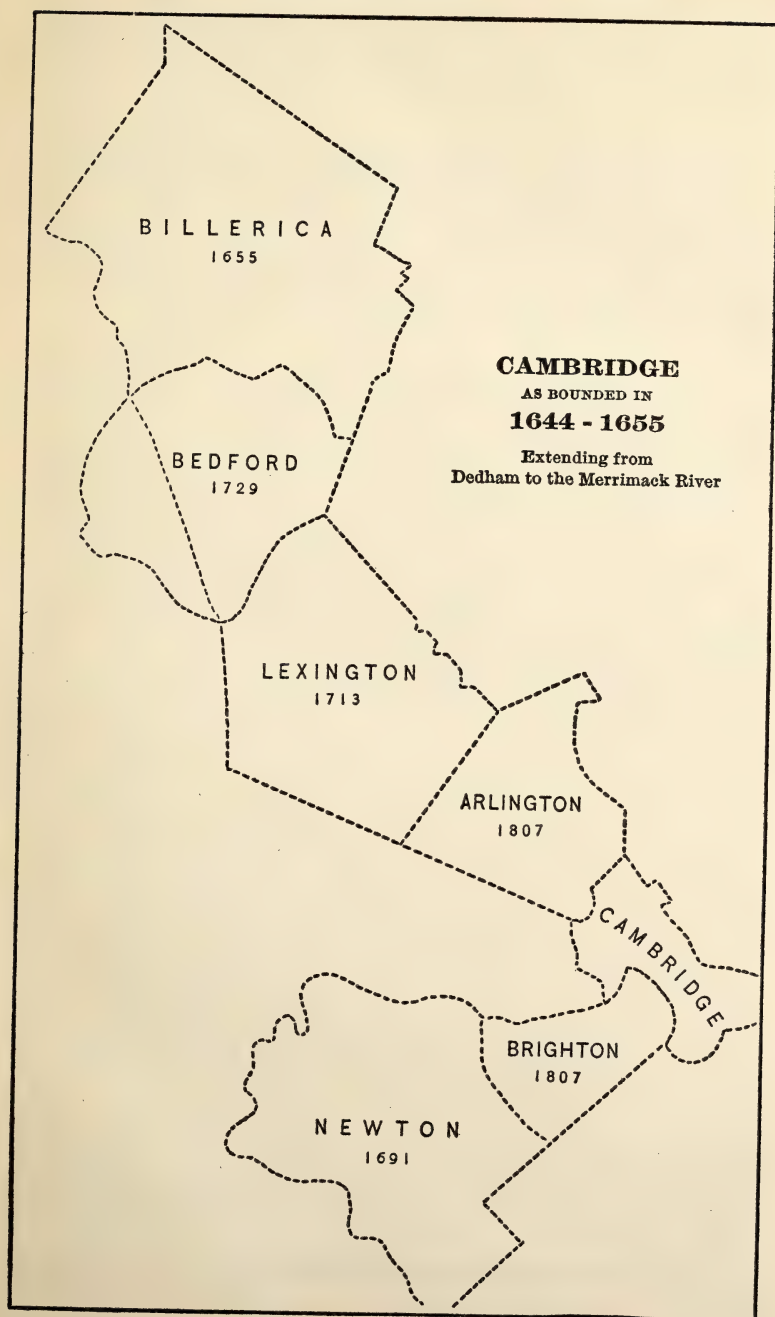 BILLERICA
1655
CAMBRIDGE
AS BOUNDED IN
1644 - 1655
Extending from
Dedham to the Merrimack River
BEDFORD
1729
LEXINGTON
1713
ARLINGTON
1807
CAMBRIDGE
BRIGHTON
1807
NEWTON
1691